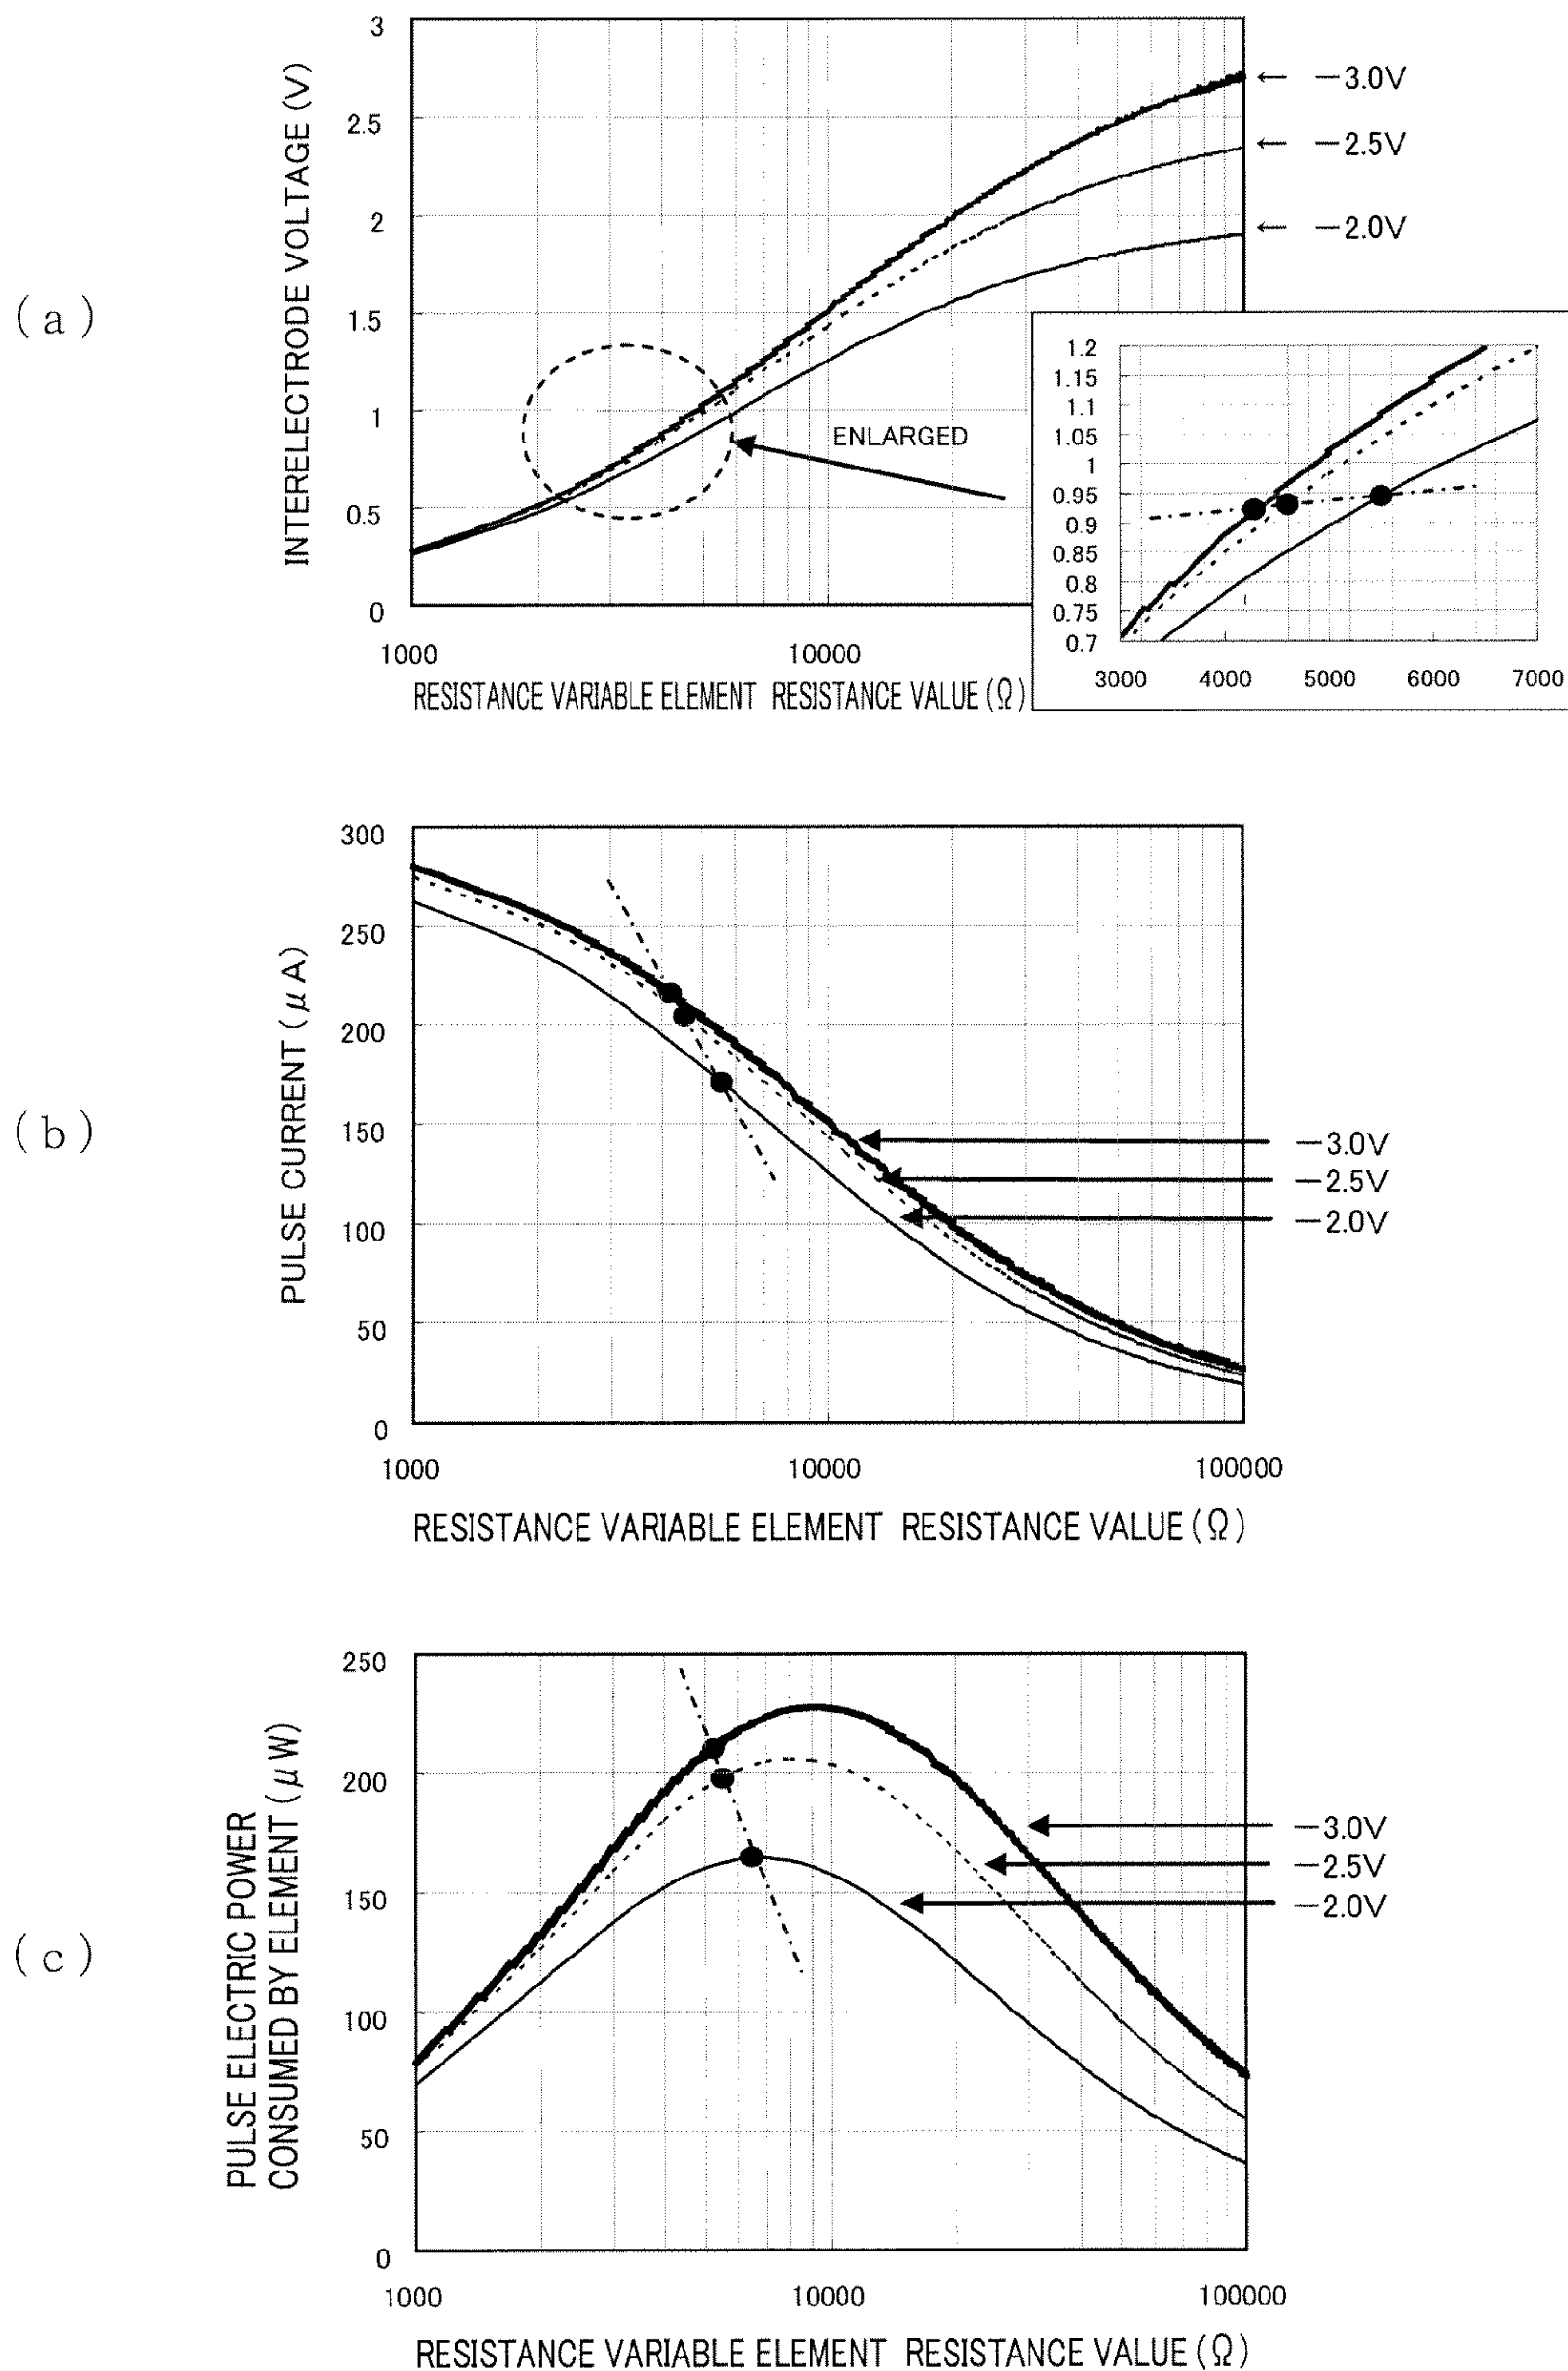 (a)
INTERELECTRODE VOLTAGE (V)
3
2.5
2
1.5
1
0.5
0
1000
10000
RESISTANCE VARIABLE ELEMENT RESISTANCE VALUE (Ω)
← −3.0V
← −2.5V
← −2.0V
ENLARGED
1.2
1.15
1.1
1.05
1
0.95
0.9
0.85
0.8
0.75
0.7
3000 4000 5000 6000 7000
(b)
PULSE CURRENT (μA)
300
250
200
150
100
50
0
−3.0V
−2.5V
−2.0V
1000 10000 100000
RESISTANCE VARIABLE ELEMENT RESISTANCE VALUE (Ω)
(c)
PULSE ELECTRIC POWER
CONSUMED BY ELEMENT (μW)
250
200
150
100
50
0
−3.0V
−2.5V
−2.0V
1000 10000 100000
RESISTANCE VARIABLE ELEMENT RESISTANCE VALUE (Ω)